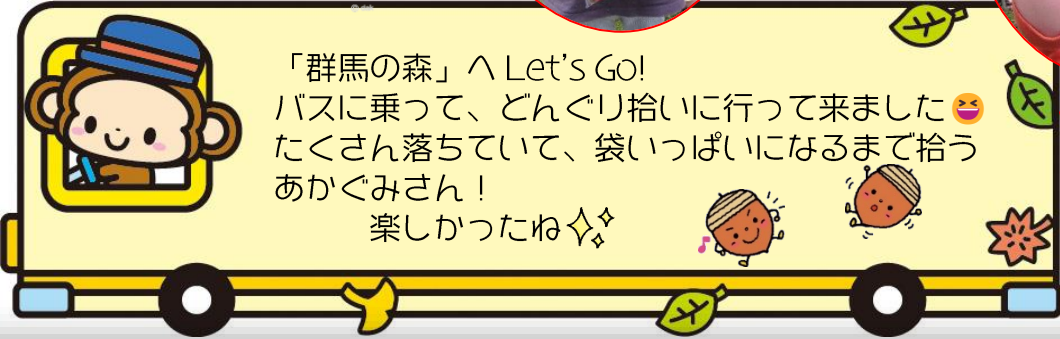 「群馬の森」へ Let's Go!
バスに乗って、どんぐり拾いに行って来ました😆
たくさん落ちていて、袋いっぱいになるまで拾う
あかぐみさん！
楽しかったね✨